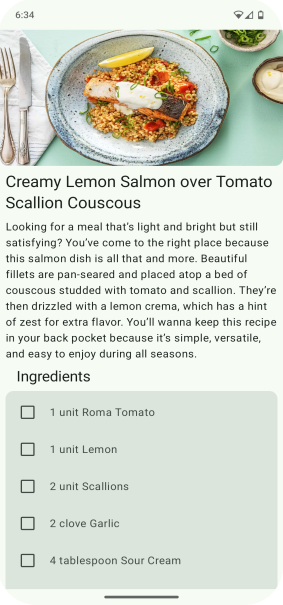 6:34
Creamy Lemon Salmon over Tomato
Scallion Couscous
Looking for a meal that’s light and bright but still
satisfying? You’ve come to the right place because
this salmon dish is all that and more. Beautiful
fillets are pan-seared and placed atop a bed of
couscous studded with tomato and scallion. They’re
then drizzled with a lemon crema, which has a hint
of zest for extra flavor. You’ll wanna keep this recipe
in your back pocket because it’s simple, versatile,
and easy to enjoy during all seasons.
Ingredients
1 unit Roma Tomato
1 unit Lemon
2 unit Scallions
2 clove Garlic
4 tablespoon Sour Cream